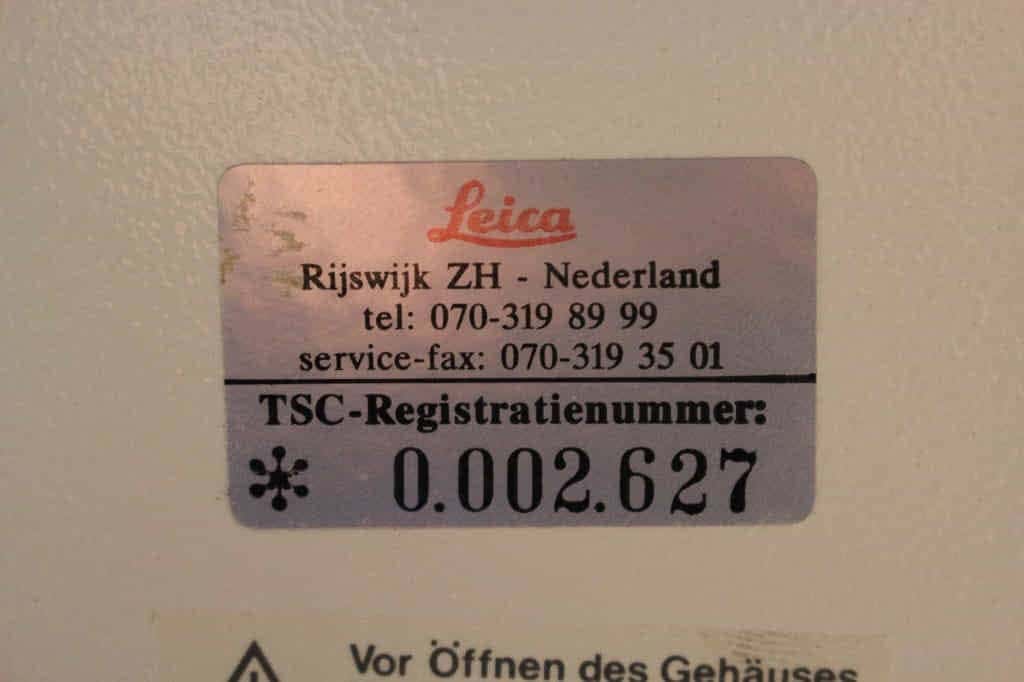 Leica
Rijswijk ZH - Nederland
tel: 070-319 89 99
service-fax: 070-319 35 01
TSC-Registratienummer:
* 0.002.627
Vor Öffnen des Gehäuses